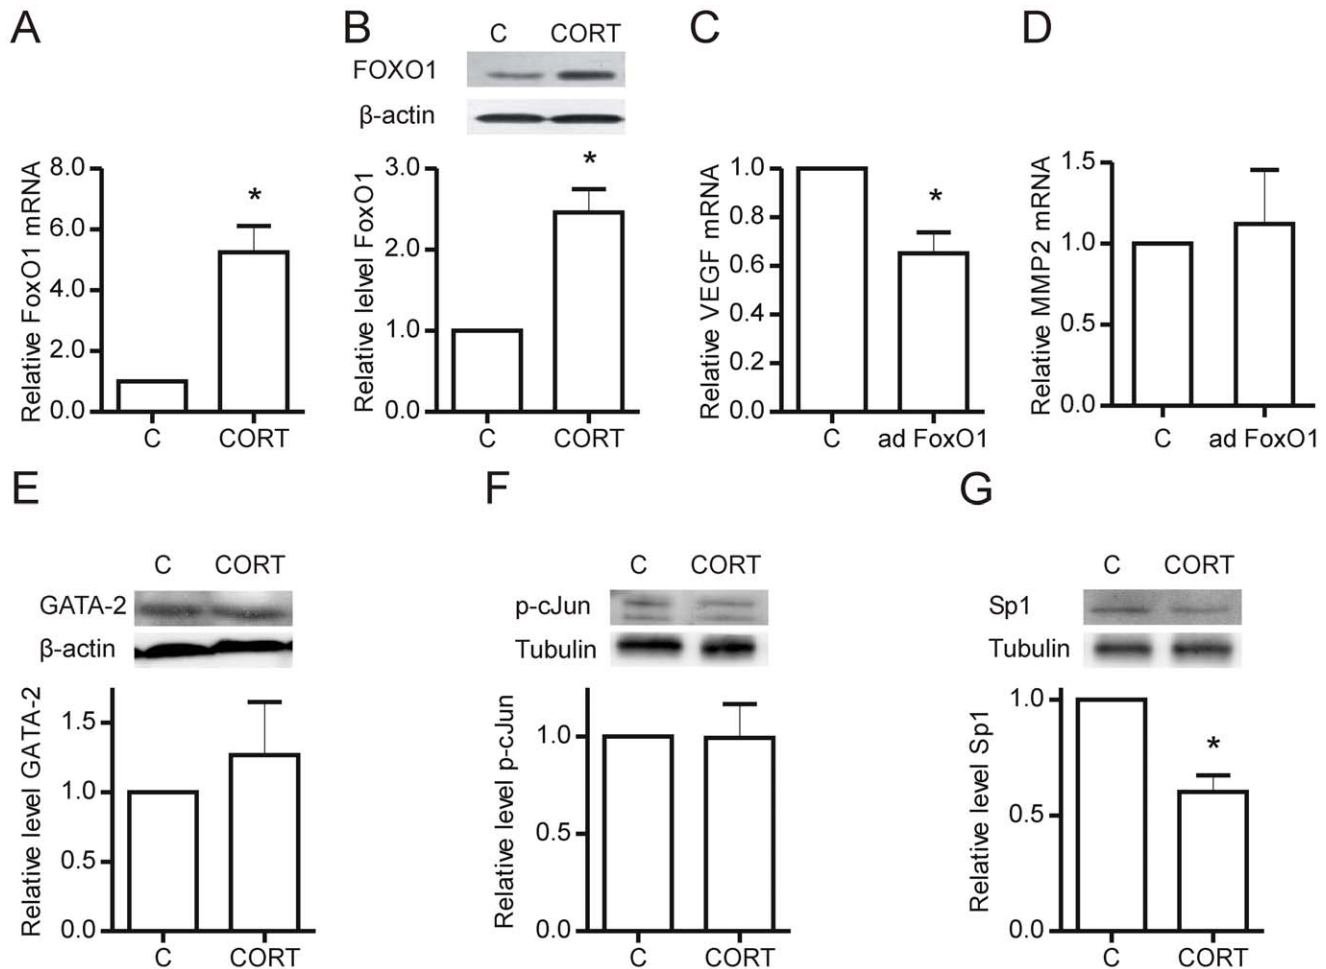 A
B
C
D
C CORT
FOXO1
β-actin
Relative FoxO1 mRNA
8.0
6.0
4.0
2.0
0.0
C CORT
*
Relative lelvel FoxO1
3.0
2.0
1.0
0.0
C CORT
*
Relative VEGF mRNA
1.0
0.8
0.6
0.4
0.2
0.0
C ad FoxO1
*
Relative MMP2 mRNA
1.5
1.0
0.5
0.0
C ad FoxO1
E
F
G
C CORT
GATA-2
β-actin
Relative level GATA-2
1.5
1.0
0.5
0.0
C CORT
C CORT
p-cJun
Tubulin
Relative level p-cJun
1.0
0.5
0.0
C CORT
C CORT
Sp1
Tubulin
Relative level Sp1
1.0
0.5
0.0
*
C CORT